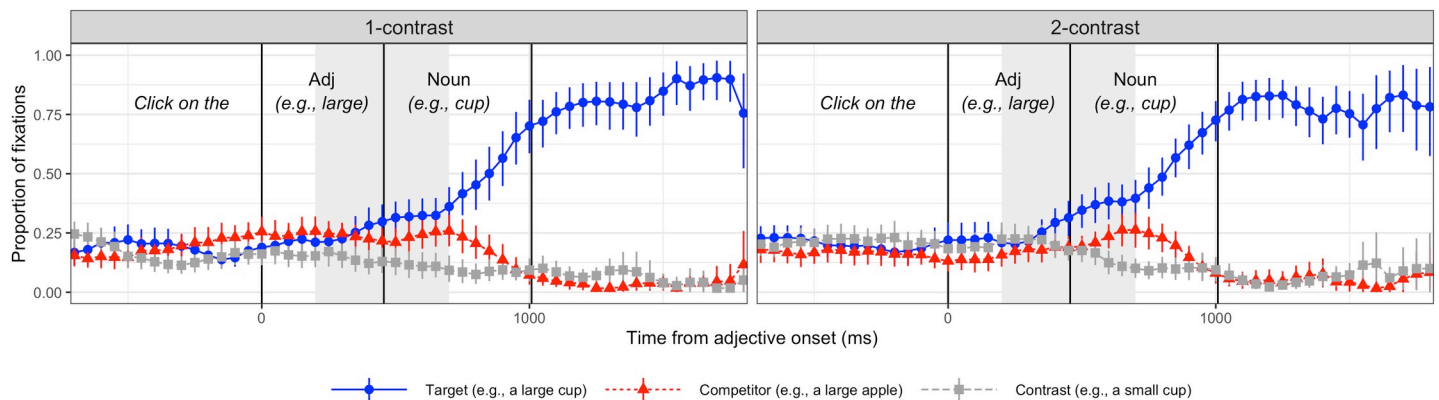 1-contrast
2-contrast
1.00
0.75
0.50
0.25
0.00
Proportion of fixations
Click on the
Adj
(e.g., large)
Noun
(e.g., cup)
Click on the
Adj
(e.g., large)
Noun
(e.g., cup)
0
1000
0
1000
Time from adjective onset (ms)
Target (e.g., a large cup)
Competitor (e.g., a large apple)
Contrast (e.g., a small cup)